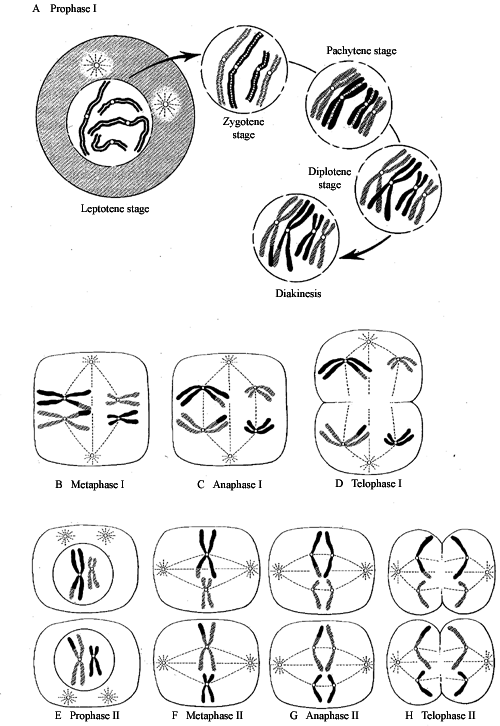 A Prophase I
Pachytene stage
Zygotene
stage
Diplotene
stage
Leptotene stage
Diakinesis
B Metaphase I
C Anaphase I
D Telophase I
E Prophase II
F Metaphase II
G Anaphase II
H Telophase II